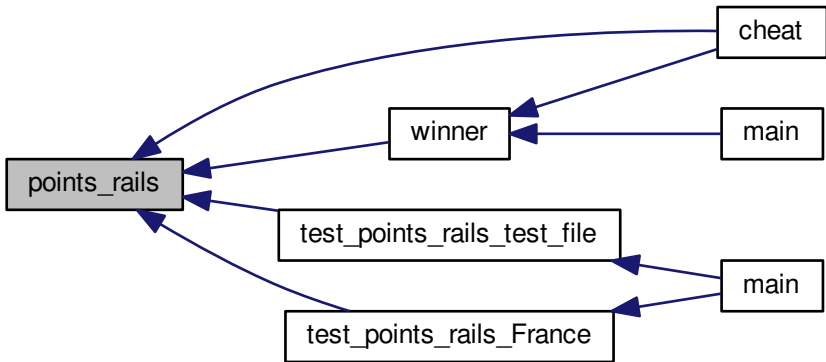 cheat
winner
main
points_rails
test_points_rails_test_file
main
test_points_rails_France